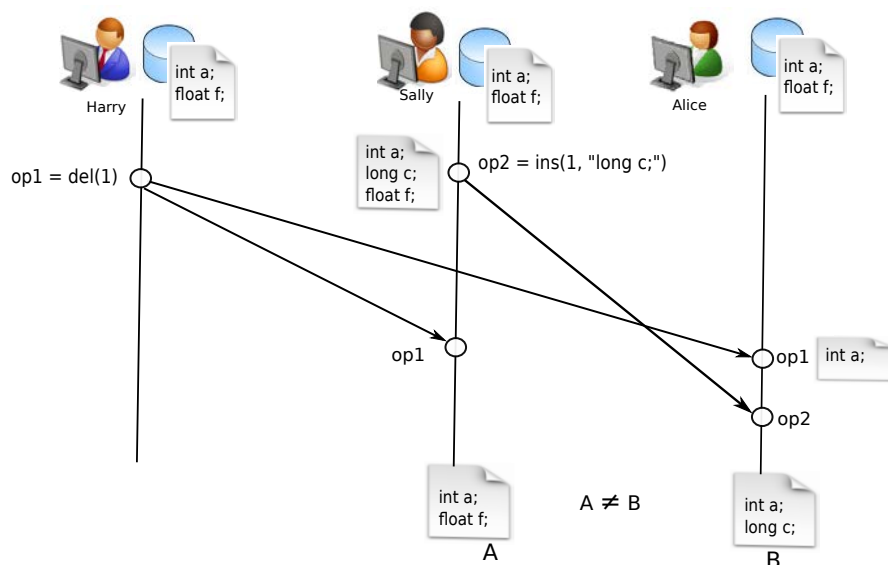 int a;
float f;
Harry
int a;
float f;
Sally
int a;
float f;
Alice
op1 = del(1)
int a;
long c;
float f;
op2 = ins(1, "long c;")
op1
op1
int a;
op2
int a;
float f;
A
A ≠ B
int a;
long c;
B